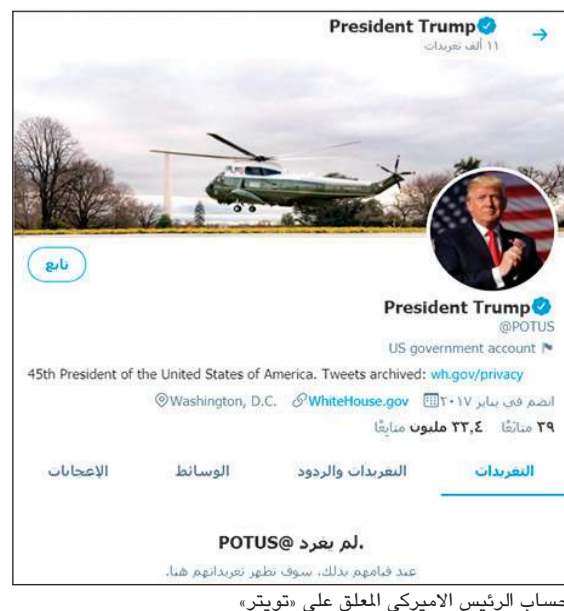 President Trump
١١ ألف تغريدات
تابع
President Trump
@POTUS
US government account
45th President of the United States of America. Tweets archived: wh.gov/privacy
انضم في يناير ٢٠١٧ WhiteHouse.gov Washington, D.C.
٣٩ متابَعًا ٣٣,٤ مليون متابِعًا
التغريدات التغريدات والردود الوسائط الإعجابات
لم يغرد @POTUS.
عند قيامهم بذلك، سوف تظهر تغريداتهم هنا.
حساب الرئيس الاميركي المعلق على «تويتر»